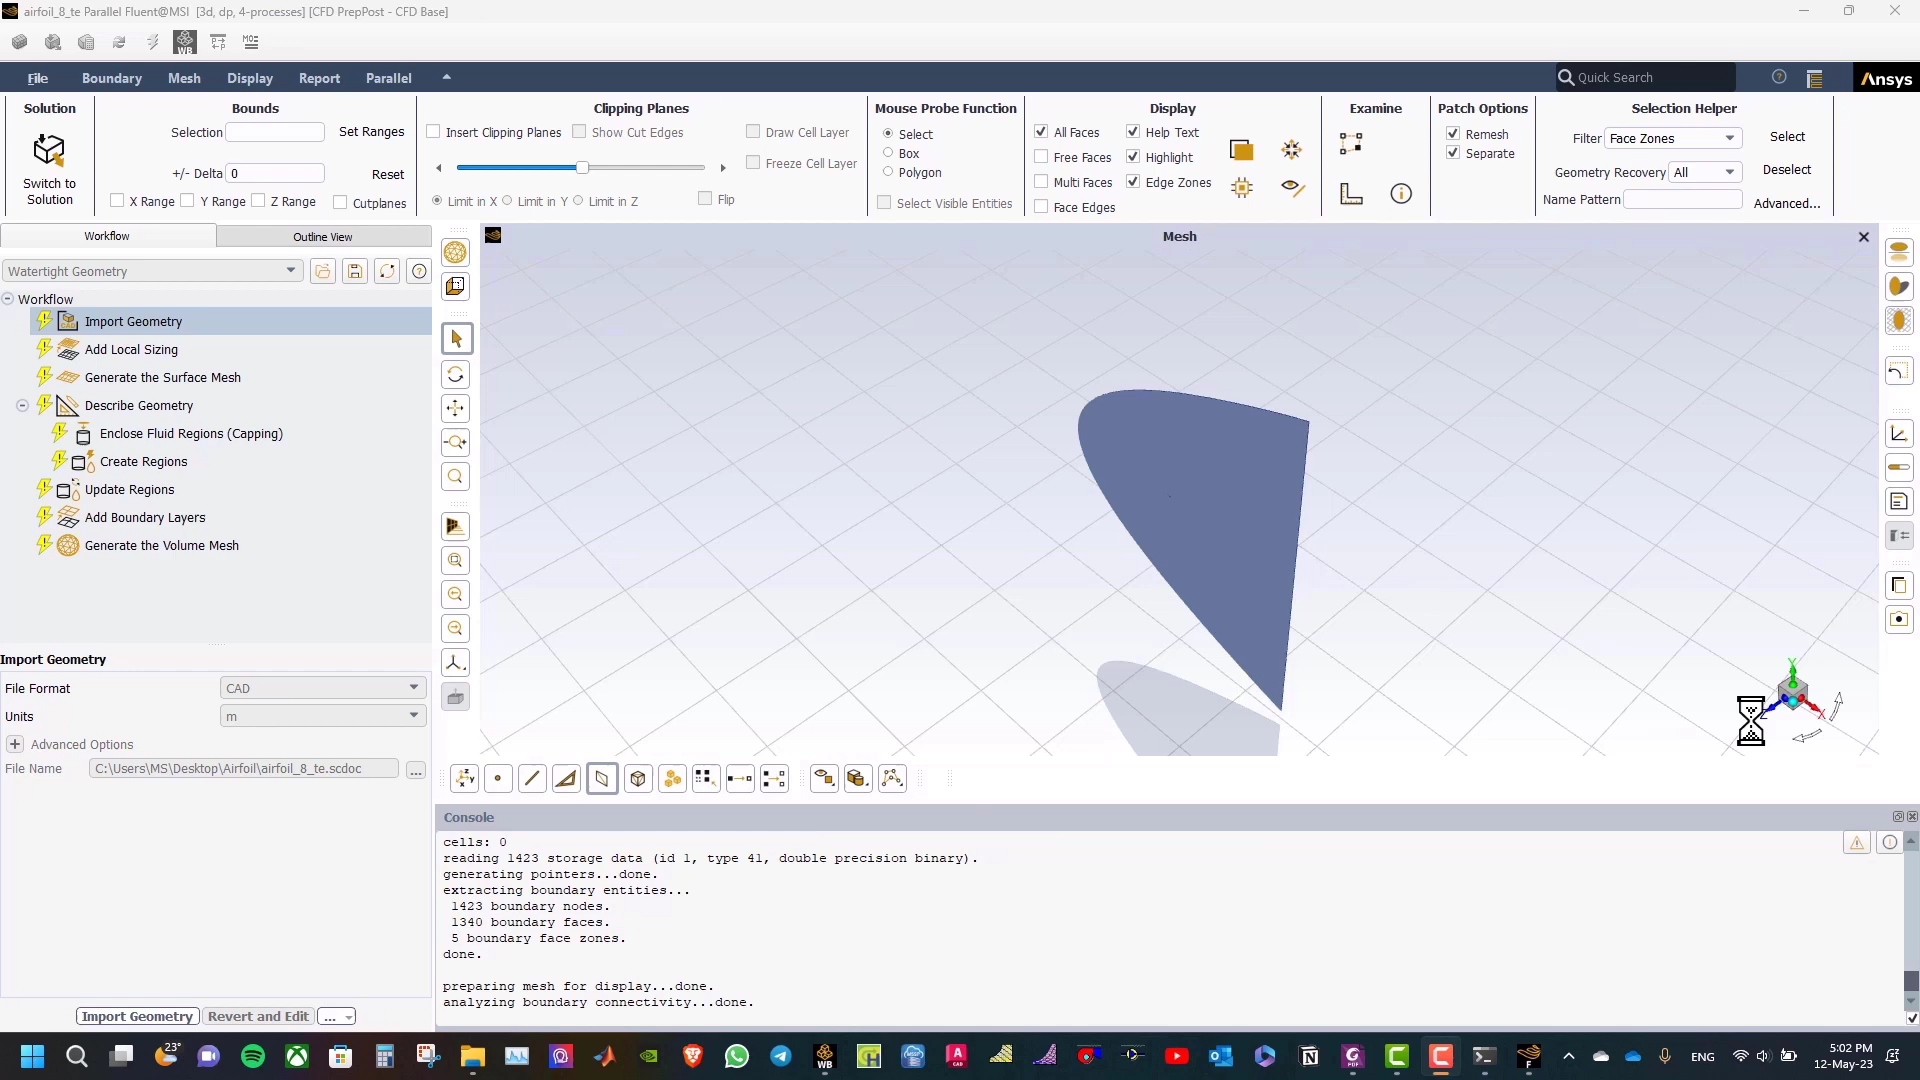 airfoil_8_te Parallel Fluent@MSI [3d, dp, 4-processes] [CFD PrepPost - CFD Base]
File Boundary Mesh Display Report Parallel
Quick Search
Ansys
Solution
Switch to
Solution
Bounds
Selection Set Ranges
+/- Delta 0 Reset
X Range Y Range Z Range Cutplanes
Clipping Planes
Insert Clipping Planes Show Cut Edges Draw Cell Layer
Freeze Cell Layer
Limit in X Limit in Y Limit in Z Flip
Mouse Probe Function
Select
Box
Polygon
Select Visible Entities
Display
All Faces Help Text
Free Faces Highlight
Multi Faces Edge Zones
Face Edges
Examine
Patch Options
Remesh
Separate
Selection Helper
Filter Face Zones Select
Geometry Recovery All Deselect
Name Pattern Advanced...
Workflow Outline View
Watertight Geometry
Workflow
Import Geometry
Add Local Sizing
Generate the Surface Mesh
Describe Geometry
Enclose Fluid Regions (Capping)
Create Regions
Update Regions
Add Boundary Layers
Generate the Volume Mesh
Import Geometry
File Format CAD
Units m
Advanced Options
File Name C:\Users\MS\Desktop\Airfoil\airfoil_8_te.scdoc ...
Import Geometry Revert and Edit ...
Mesh
Y
Z
X
Console
cells: 0
reading 1423 storage data (id 1, type 41, double precision binary).
generating pointers...done.
extracting boundary entities...
1423 boundary nodes.
1340 boundary faces.
5 boundary face zones.
done.
preparing mesh for display...done.
analyzing boundary connectivity...done.
23°
WB
ENG
5:02 PM
12-May-23